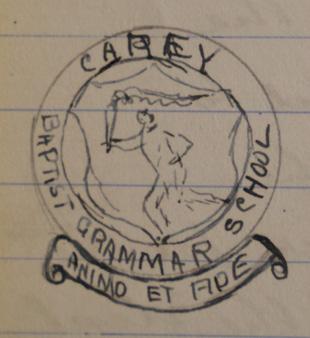 CAREY
BAPTIST GRAMMAR SCHOOL
ANIMO ET FIDE